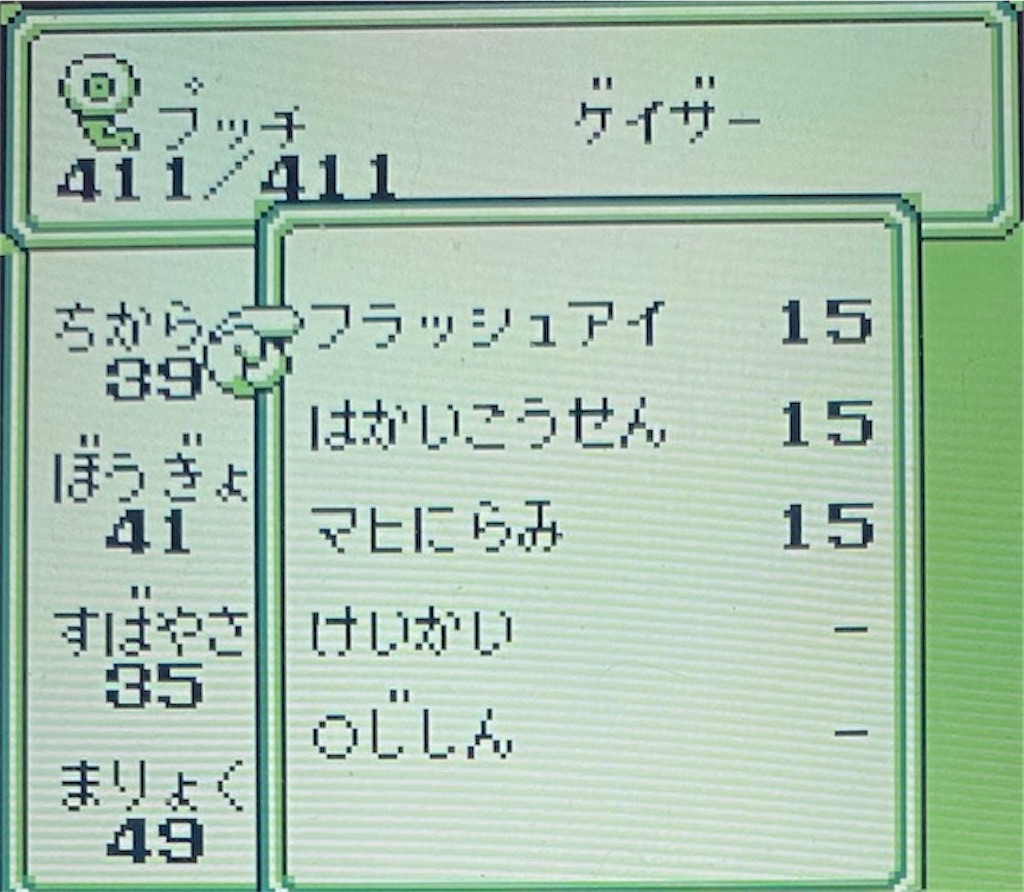 プッチ ゲイザー
411/411
ちから
39
ぼうぎょ
41
すばやさ
35
まりょく
49
フラッシュアイ 15
はかいこうせん 15
マヒにらみ 15
けいかい -
○じしん -